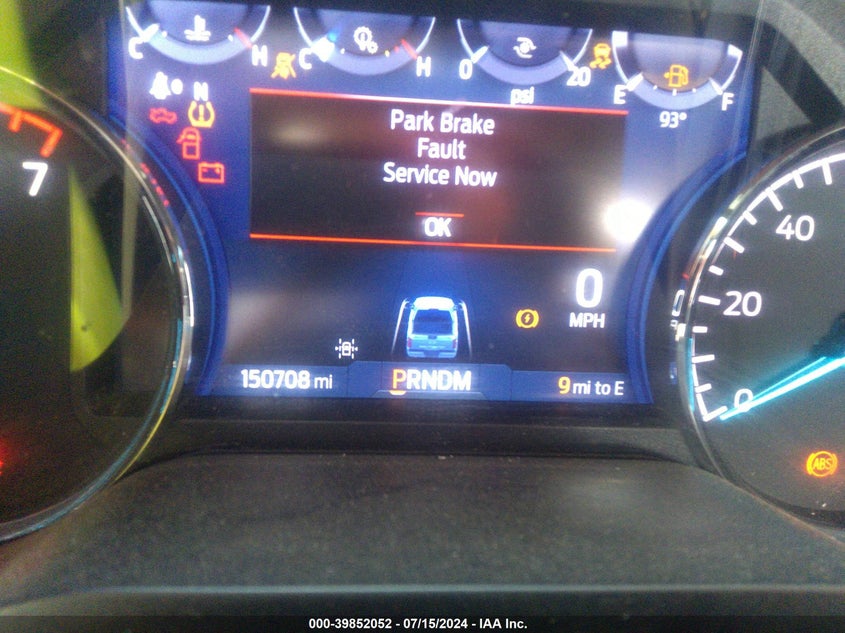 C H C H 0 20 E F
psi
N
93°
7
Park Brake
Fault
Service Now
OK
40
20
0
0
MPH
150708 mi
PRNDM
9 mi to E
ABS
000-39852052 - 07/15/2024 - IAA Inc.